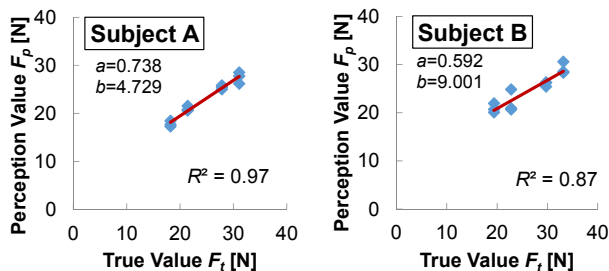 Subject A
a=0.738
b=4.729
R² = 0.97
Perception Value Fp [N]
40
30
20
10
0
0 10 20 30 40
True Value Ft [N]
Subject B
a=0.592
b=9.001
R² = 0.87
Perception Value Fp [N]
40
30
20
10
0
0 10 20 30 40
True Value Ft [N]